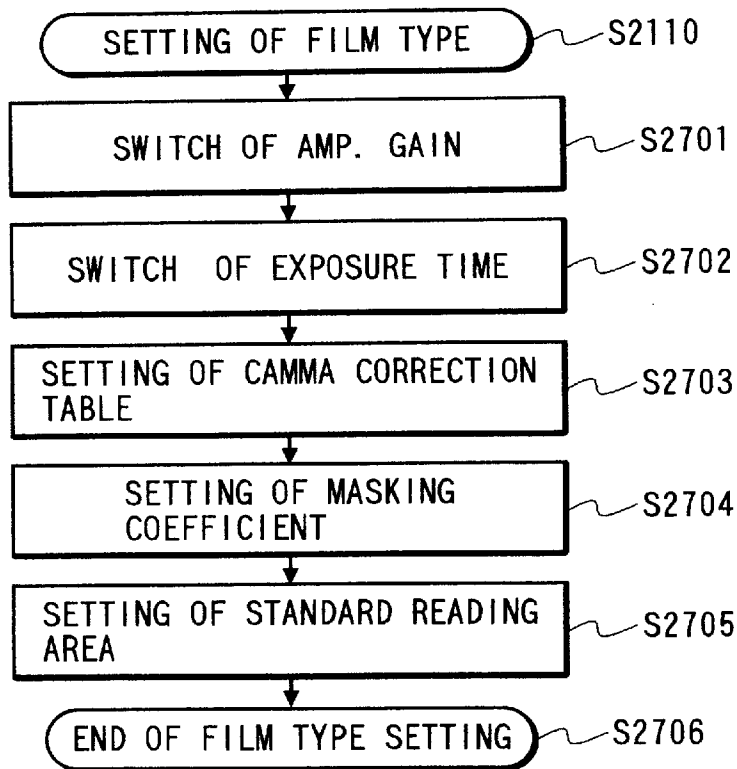 SETTING OF FILM TYPE S2110
SWITCH OF AMP. GAIN S2701
SWITCH OF EXPOSURE TIME S2702
SETTING OF CAMMA CORRECTION
TABLE S2703
SETTING OF MASKING
COEFFICIENT S2704
SETTING OF STANDARD READING
AREA S2705
END OF FILM TYPE SETTING S2706